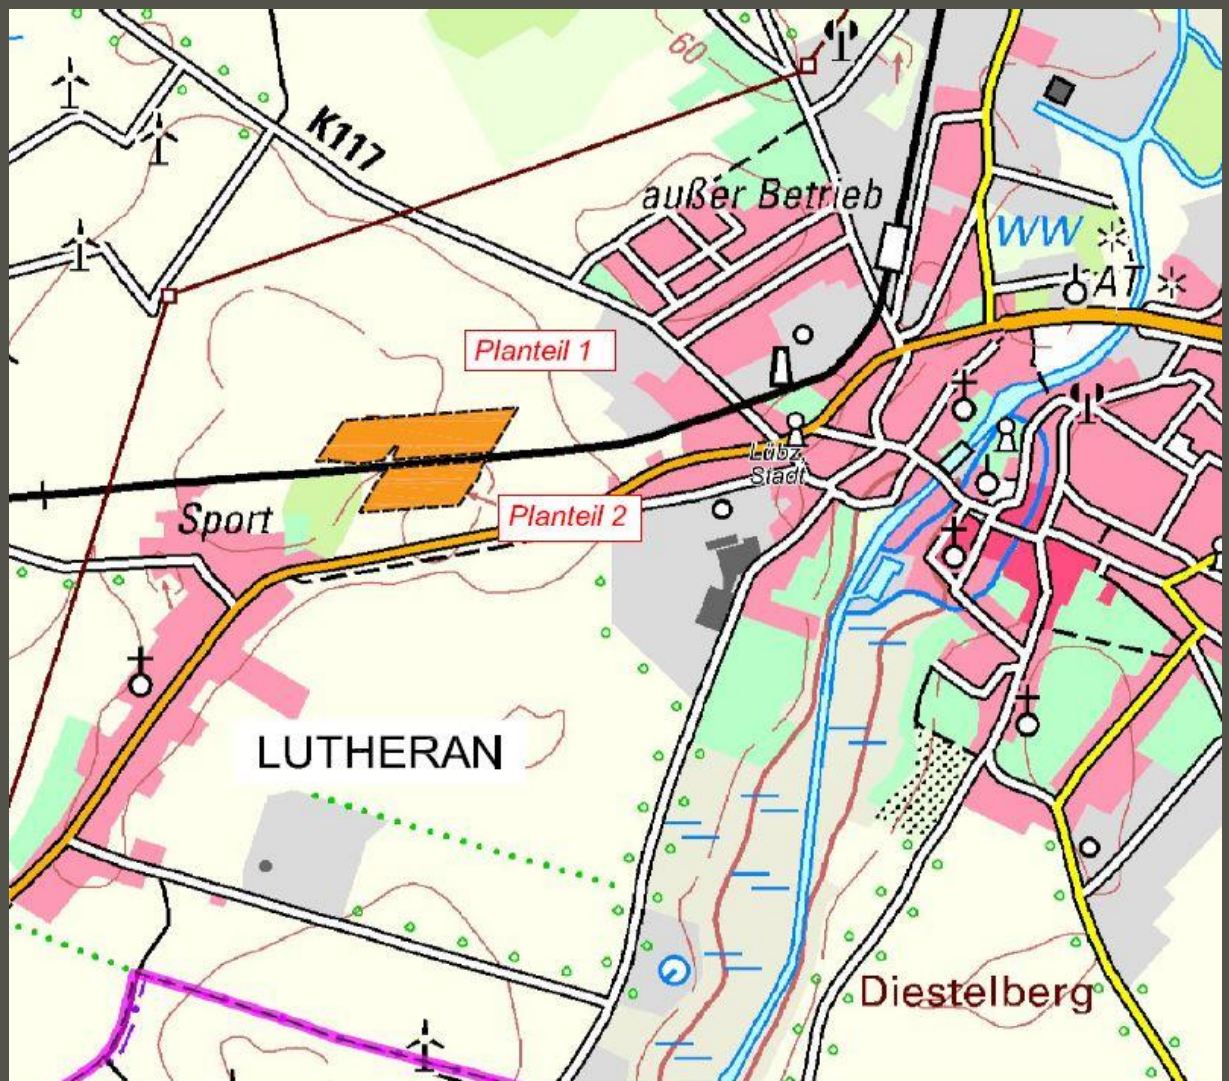 60
K117
außer Betrieb
WW
AT
Planteil 1
Lübz,
Stadt
Sport
Planteil 2
LUTHERAN
Diestelberg